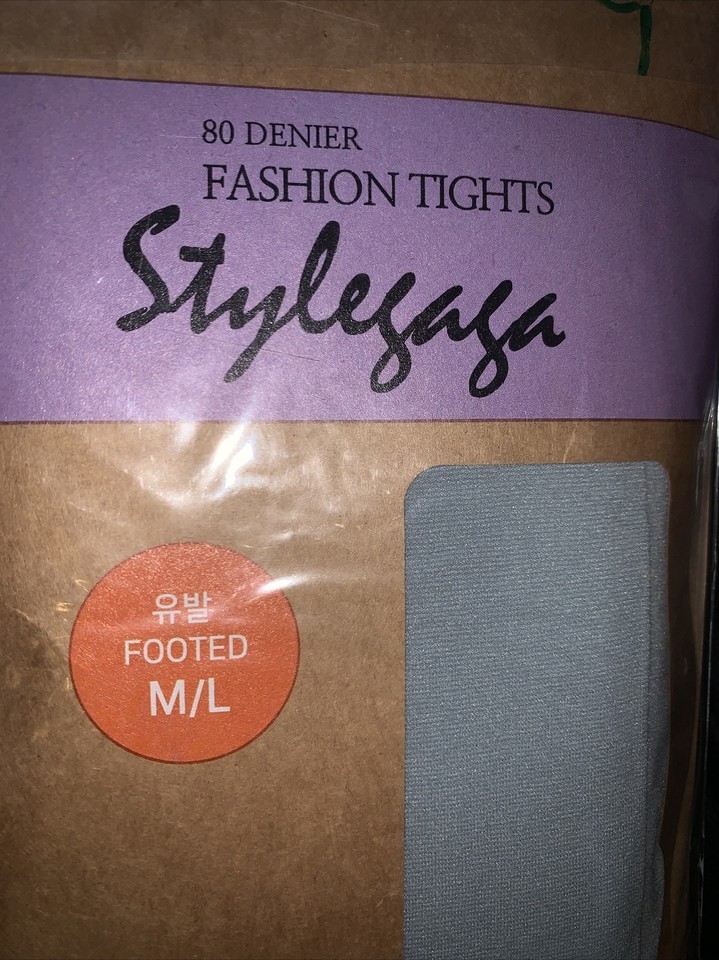 80 DENIER
FASHION TIGHTS
Stylegaga
유발
FOOTED
M/L